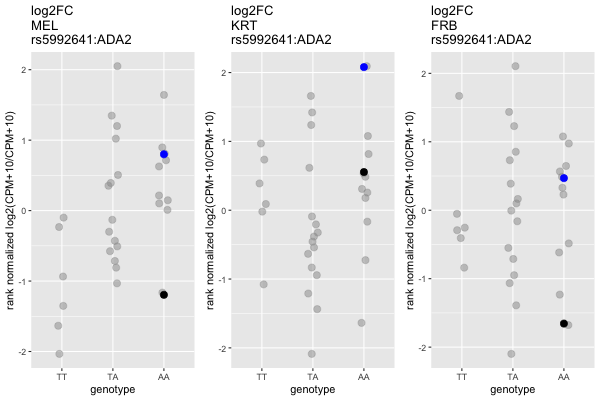 log2FC
MEL
rs5992641:ADA2
rank normalized log2(CPM+10/CPM+10)
2
1
0
-1
-2
TT
TA
AA
genotype
log2FC
KRT
rs5992641:ADA2
rank normalized log2(CPM+10/CPM+10)
2
1
0
-1
-2
TT
TA
AA
genotype
log2FC
FRB
rs5992641:ADA2
rank normalized log2(CPM+10/CPM+10)
2
1
0
-1
-2
TT
TA
AA
genotype